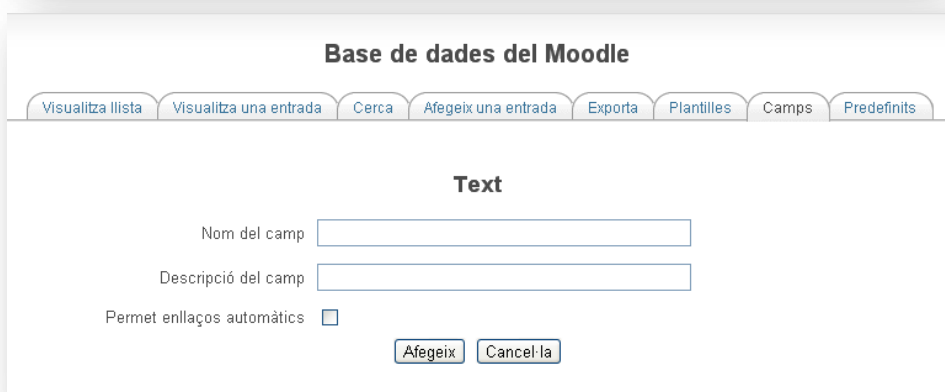 Base de dades del Moodle
Visualitza llista Visualitza una entrada Cerca Afegeix una entrada Exporta Plantilles Camps Predefinits
Text
Nom del camp
Descripció del camp
Permet enllaços automàtics
Afegeix Cancel·la